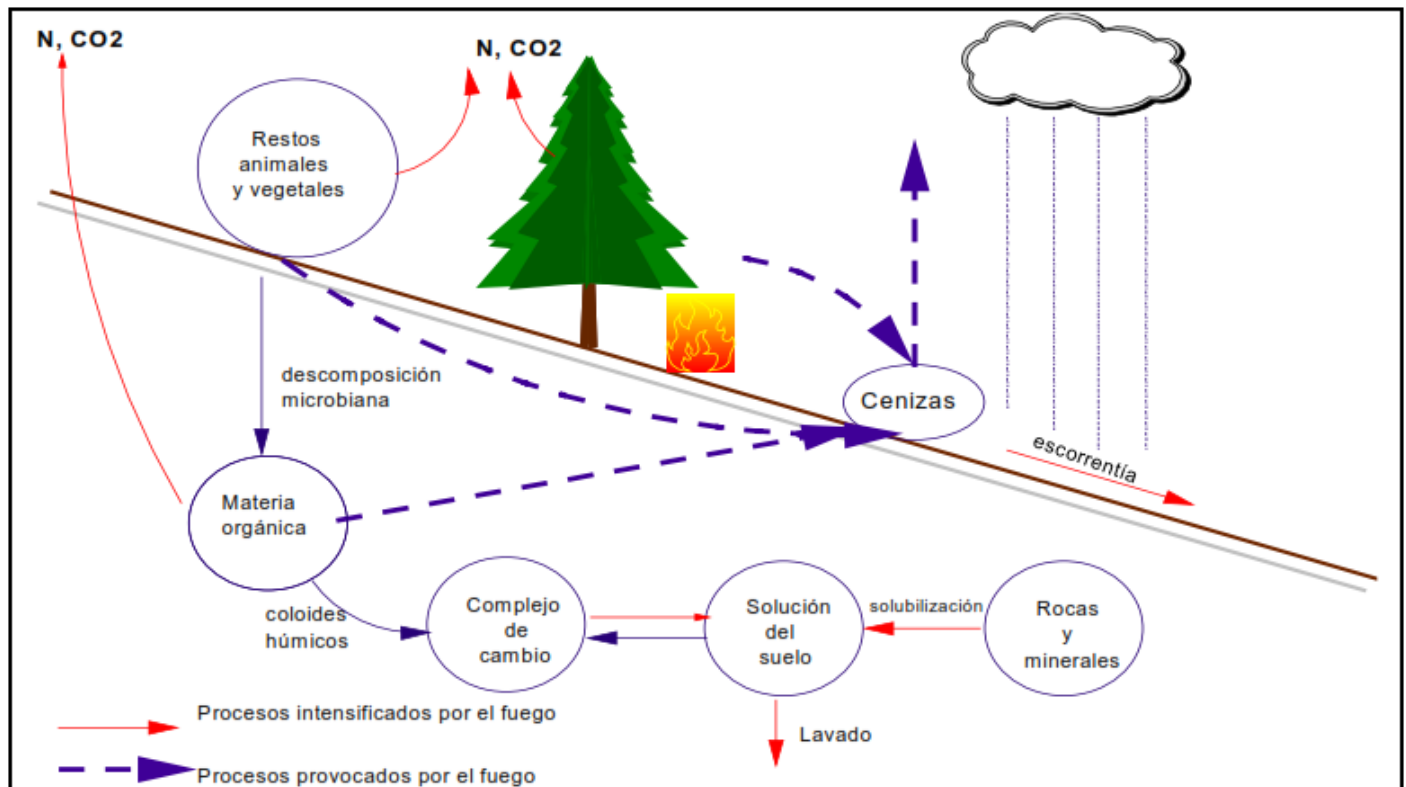 N, CO2
N, CO2
Restos
animales
y vegetales
descomposición
microbiana
Cenizas
escorrentía
Materia
orgánica
coloides
húmicos
Complejo
de
cambio
Solución
del
suelo
solubilización
Rocas
y
minerales
Lavado
Procesos intensificados por el fuego
Procesos provocados por el fuego